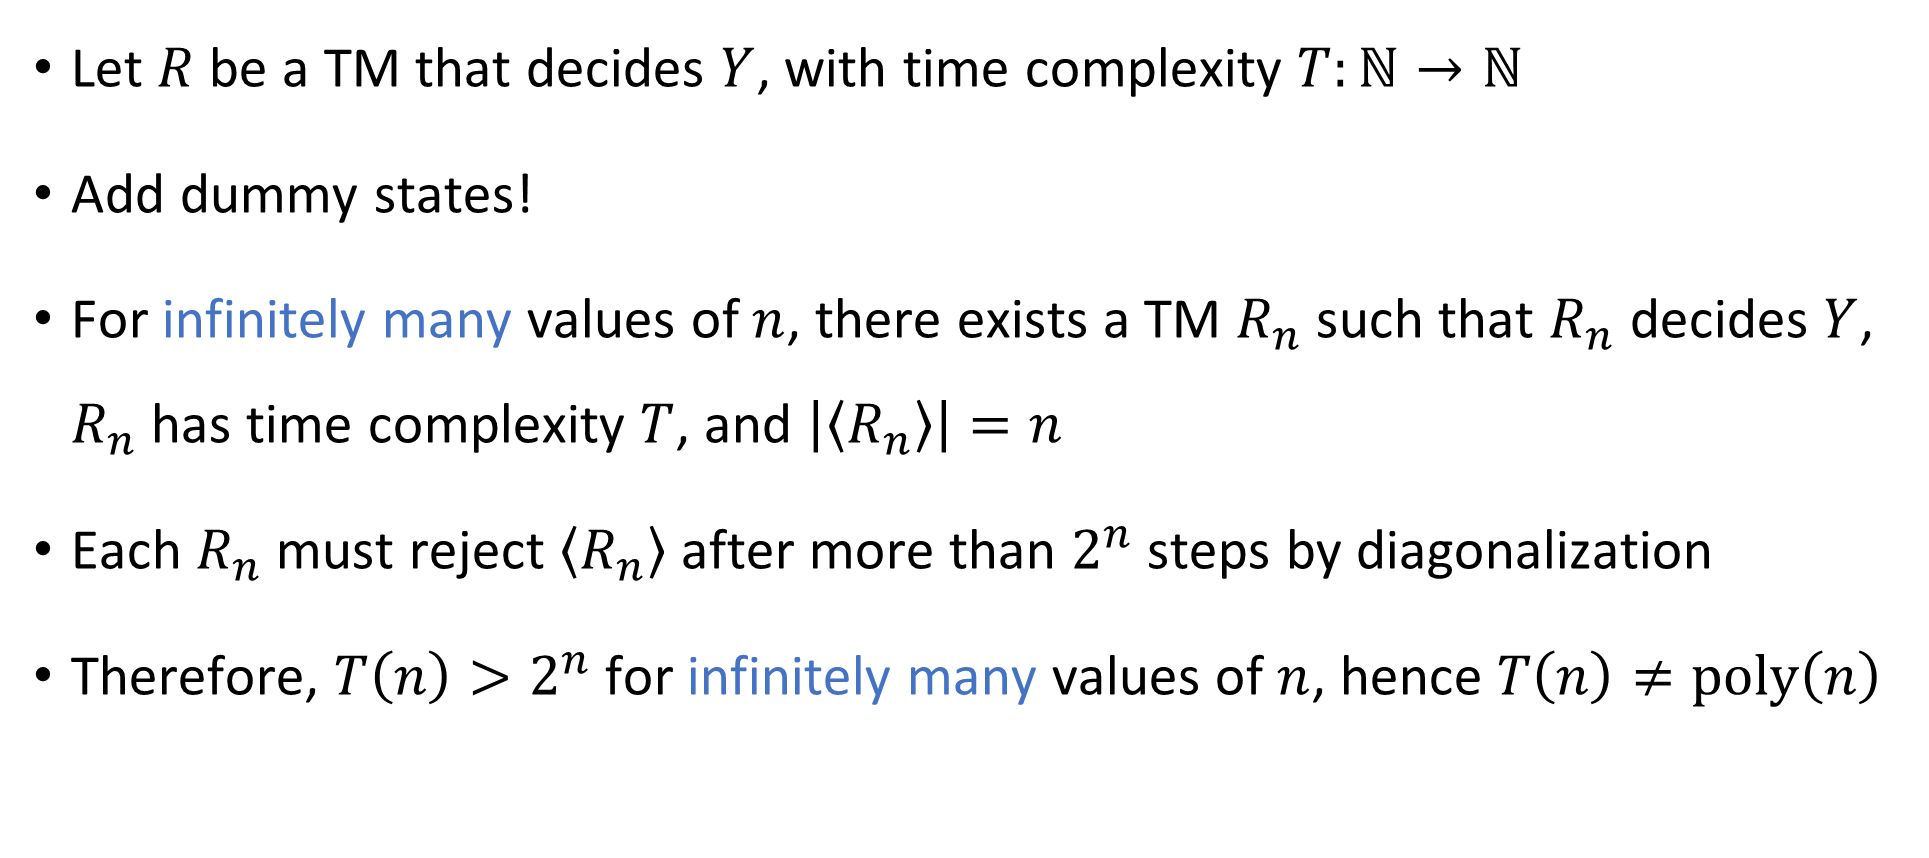 • Let 𝑅 be a TM that decides 𝑌, with time complexity 𝑇: ℕ → ℕ
• Add dummy states!
• For infinitely many values of 𝑛, there exists a TM 𝑅ₙ such that 𝑅ₙ decides 𝑌,
𝑅ₙ has time complexity 𝑇, and |⟨𝑅ₙ⟩| = 𝑛
• Each 𝑅ₙ must reject ⟨𝑅ₙ⟩ after more than 2ⁿ steps by diagonalization
• Therefore, 𝑇(𝑛) > 2ⁿ for infinitely many values of 𝑛, hence 𝑇(𝑛) ≠ poly(𝑛)